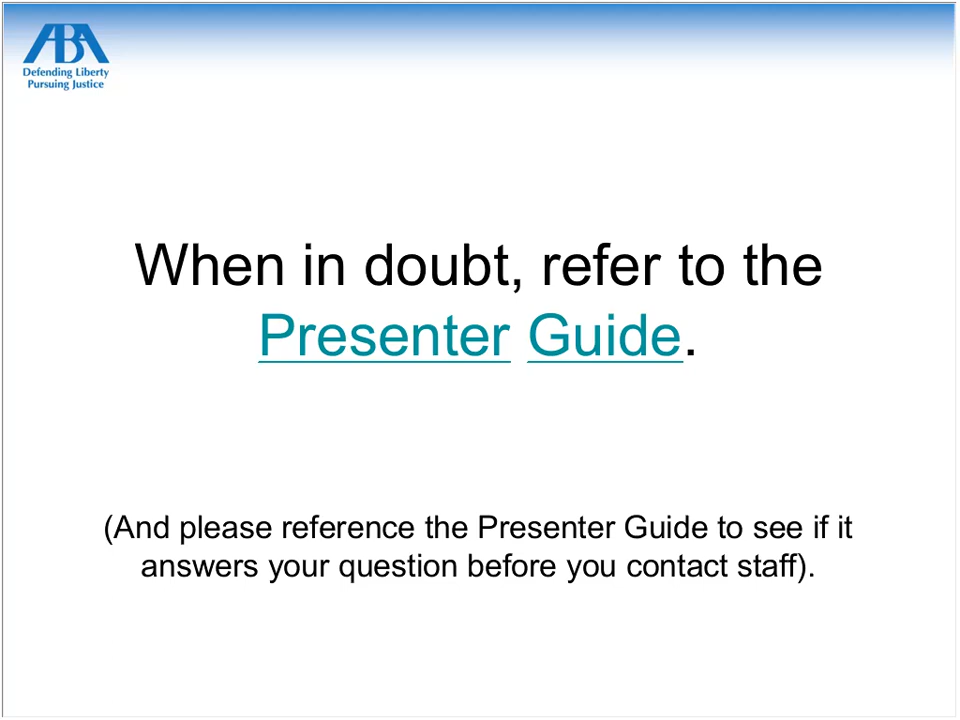 ABA
Defending Liberty
Pursuing Justice
When in doubt, refer to the
Presenter Guide.
(And please reference the Presenter Guide to see if it
answers your question before you contact staff).